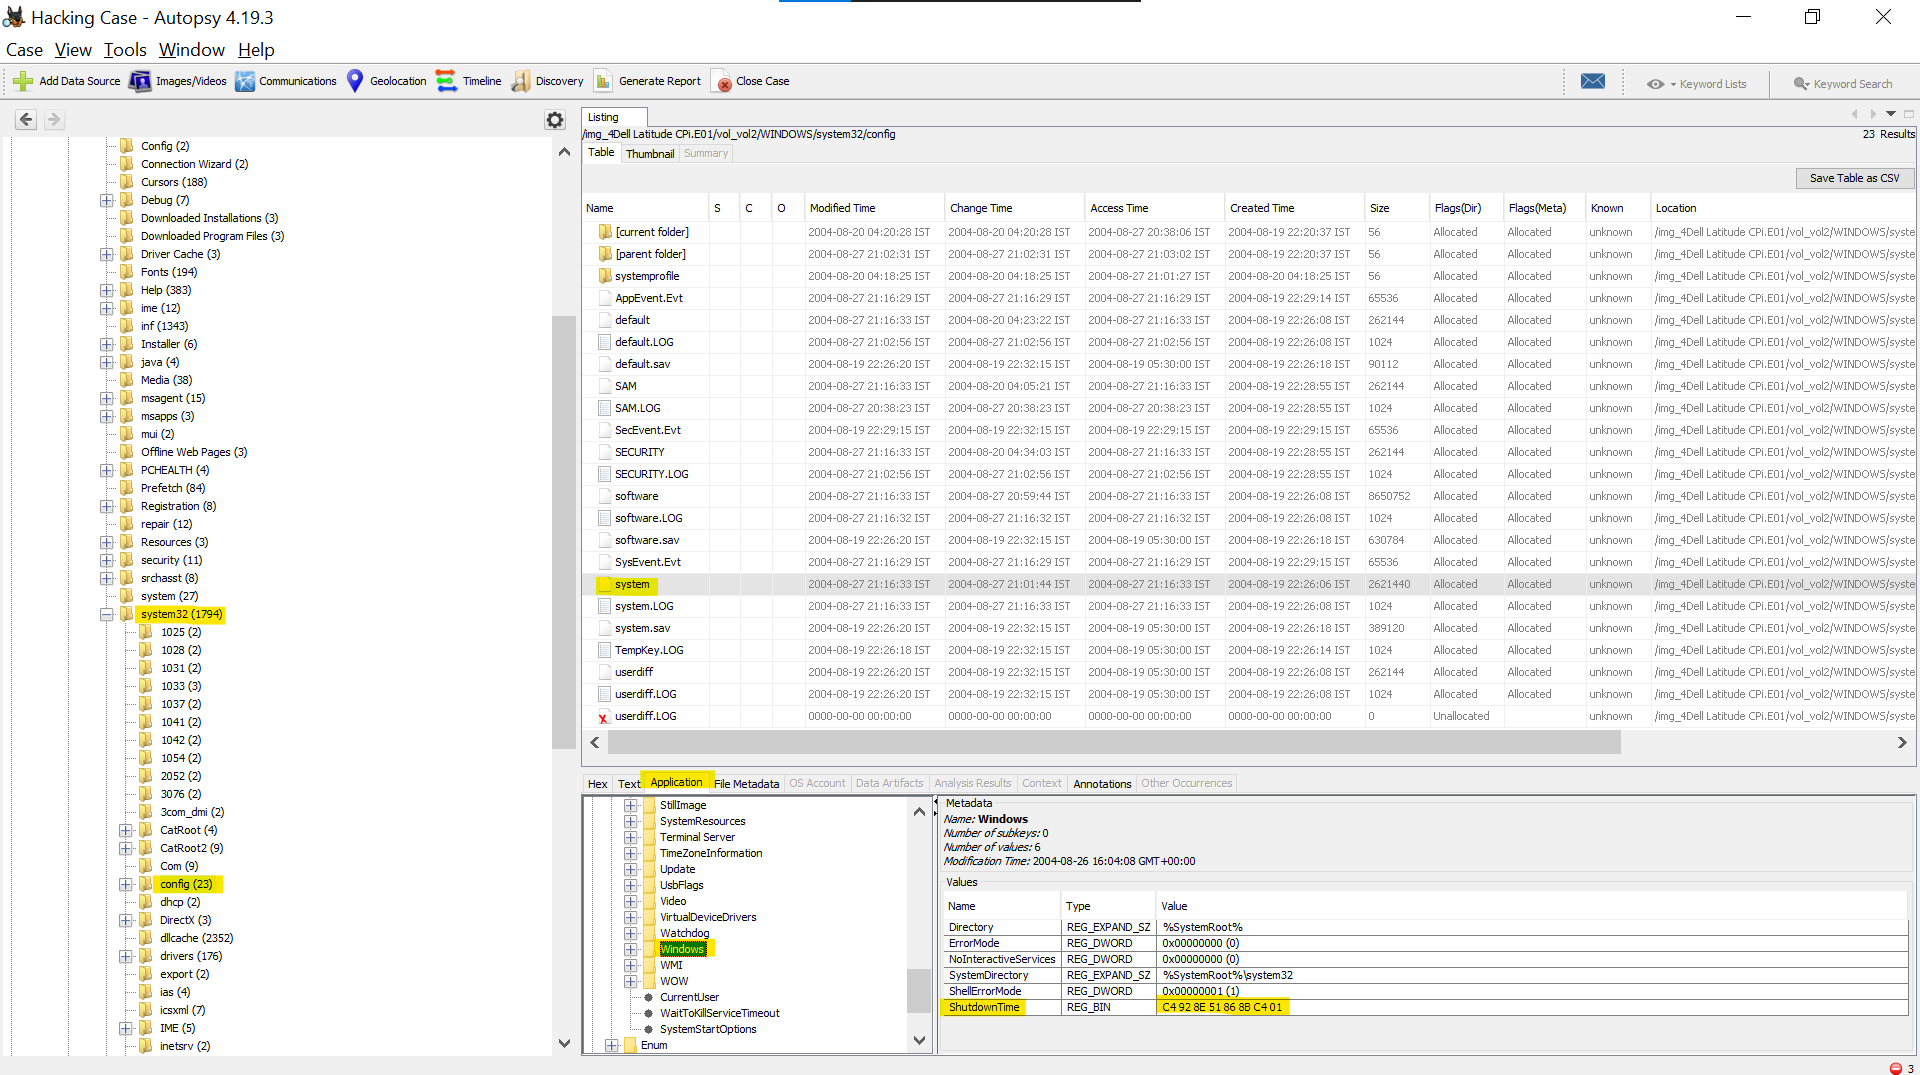 Hacking Case - Autopsy 4.19.3
Case View Tools Window Help
Add Data Source Images/Videos Communications Geolocation Timeline Discovery Generate Report Close Case Keyword Lists Keyword Search
Config (2)
Connection Wizard (2)
Cursors (188)
Debug (7)
Downloaded Installations (3)
Downloaded Program Files (3)
Driver Cache (3)
Fonts (194)
Help (383)
ime (12)
inf (1343)
Installer (6)
java (4)
Media (38)
msagent (15)
msapps (3)
mui (2)
Offline Web Pages (3)
PCHEALTH (4)
Prefetch (84)
Registration (8)
repair (12)
Resources (3)
security (11)
srchasst (8)
system (27)
system32 (1794)
1025 (2)
1028 (2)
1031 (2)
1033 (3)
1037 (2)
1041 (2)
1042 (2)
1054 (2)
2052 (2)
3076 (2)
3com_dmi (2)
CatRoot (4)
CatRoot2 (9)
Com (9)
config (23)
dhcp (2)
DirectX (3)
dllcache (2352)
drivers (176)
export (2)
ias (4)
icsxml (7)
IME (5)
inetsrv (2)
Listing
/img_4Dell Latitude CPi.E01/vol_vol2/WINDOWS/system32/config 23 Results
Table Thumbnail Summary
Save Table as CSV
Name S C O Modified Time Change Time Access Time Created Time Size Flags(Dir) Flags(Meta) Known Location
[current folder] 2004-08-20 04:20:28 IST 2004-08-20 04:20:28 IST 2004-08-27 20:38:06 IST 2004-08-19 22:20:37 IST 56 Allocated Allocated unknown /img_4Dell Latitude CPi.E01/vol_vol2/WINDOWS/syste
[parent folder] 2004-08-27 21:02:31 IST 2004-08-27 21:02:31 IST 2004-08-27 21:03:02 IST 2004-08-19 22:20:37 IST 56 Allocated Allocated unknown /img_4Dell Latitude CPi.E01/vol_vol2/WINDOWS/syste
systemprofile 2004-08-20 04:18:25 IST 2004-08-20 04:18:25 IST 2004-08-27 21:01:27 IST 2004-08-20 04:18:25 IST 56 Allocated Allocated unknown /img_4Dell Latitude CPi.E01/vol_vol2/WINDOWS/syste
AppEvent.Evt 2004-08-27 21:16:29 IST 2004-08-27 21:16:29 IST 2004-08-27 21:16:29 IST 2004-08-19 22:29:14 IST 65536 Allocated Allocated unknown /img_4Dell Latitude CPi.E01/vol_vol2/WINDOWS/syste
default 2004-08-27 21:16:33 IST 2004-08-20 04:23:22 IST 2004-08-27 21:16:33 IST 2004-08-19 22:26:08 IST 262144 Allocated Allocated unknown /img_4Dell Latitude CPi.E01/vol_vol2/WINDOWS/syste
default.LOG 2004-08-27 21:02:56 IST 2004-08-27 21:02:56 IST 2004-08-27 21:02:56 IST 2004-08-19 22:26:08 IST 1024 Allocated Allocated unknown /img_4Dell Latitude CPi.E01/vol_vol2/WINDOWS/syste
default.sav 2004-08-19 22:26:20 IST 2004-08-19 22:32:15 IST 2004-08-19 05:30:00 IST 2004-08-19 22:26:18 IST 90112 Allocated Allocated unknown /img_4Dell Latitude CPi.E01/vol_vol2/WINDOWS/syste
SAM 2004-08-27 21:16:33 IST 2004-08-20 04:05:21 IST 2004-08-27 21:16:33 IST 2004-08-19 22:28:55 IST 262144 Allocated Allocated unknown /img_4Dell Latitude CPi.E01/vol_vol2/WINDOWS/syste
SAM.LOG 2004-08-27 20:38:23 IST 2004-08-27 20:38:23 IST 2004-08-27 20:38:23 IST 2004-08-19 22:28:55 IST 1024 Allocated Allocated unknown /img_4Dell Latitude CPi.E01/vol_vol2/WINDOWS/syste
SecEvent.Evt 2004-08-19 22:29:15 IST 2004-08-19 22:32:15 IST 2004-08-19 22:29:15 IST 2004-08-19 22:29:15 IST 65536 Allocated Allocated unknown /img_4Dell Latitude CPi.E01/vol_vol2/WINDOWS/syste
SECURITY 2004-08-27 21:16:33 IST 2004-08-20 04:34:03 IST 2004-08-27 21:16:33 IST 2004-08-19 22:28:55 IST 262144 Allocated Allocated unknown /img_4Dell Latitude CPi.E01/vol_vol2/WINDOWS/syste
SECURITY.LOG 2004-08-27 21:02:56 IST 2004-08-27 21:02:56 IST 2004-08-27 21:02:56 IST 2004-08-19 22:28:55 IST 1024 Allocated Allocated unknown /img_4Dell Latitude CPi.E01/vol_vol2/WINDOWS/syste
software 2004-08-27 21:16:33 IST 2004-08-27 20:59:44 IST 2004-08-27 21:16:33 IST 2004-08-19 22:26:08 IST 8650752 Allocated Allocated unknown /img_4Dell Latitude CPi.E01/vol_vol2/WINDOWS/syste
software.LOG 2004-08-27 21:16:32 IST 2004-08-27 21:16:32 IST 2004-08-27 21:16:32 IST 2004-08-19 22:26:08 IST 1024 Allocated Allocated unknown /img_4Dell Latitude CPi.E01/vol_vol2/WINDOWS/syste
software.sav 2004-08-19 22:26:20 IST 2004-08-19 22:32:15 IST 2004-08-19 05:30:00 IST 2004-08-19 22:26:18 IST 630784 Allocated Allocated unknown /img_4Dell Latitude CPi.E01/vol_vol2/WINDOWS/syste
SysEvent.Evt 2004-08-27 21:16:29 IST 2004-08-27 21:16:29 IST 2004-08-27 21:16:29 IST 2004-08-19 22:29:15 IST 65536 Allocated Allocated unknown /img_4Dell Latitude CPi.E01/vol_vol2/WINDOWS/syste
system 2004-08-27 21:16:33 IST 2004-08-27 21:01:44 IST 2004-08-27 21:16:33 IST 2004-08-19 22:26:06 IST 2621440 Allocated Allocated unknown /img_4Dell Latitude CPi.E01/vol_vol2/WINDOWS/syste
system.LOG 2004-08-27 21:16:33 IST 2004-08-27 21:16:33 IST 2004-08-27 21:16:33 IST 2004-08-19 22:26:08 IST 1024 Allocated Allocated unknown /img_4Dell Latitude CPi.E01/vol_vol2/WINDOWS/syste
system.sav 2004-08-19 22:26:20 IST 2004-08-19 22:32:15 IST 2004-08-19 05:30:00 IST 2004-08-19 22:26:18 IST 389120 Allocated Allocated unknown /img_4Dell Latitude CPi.E01/vol_vol2/WINDOWS/syste
TempKey.LOG 2004-08-19 22:26:18 IST 2004-08-19 22:32:15 IST 2004-08-19 05:30:00 IST 2004-08-19 22:26:14 IST 1024 Allocated Allocated unknown /img_4Dell Latitude CPi.E01/vol_vol2/WINDOWS/syste
userdiff 2004-08-19 22:26:20 IST 2004-08-19 22:32:15 IST 2004-08-19 05:30:00 IST 2004-08-19 22:26:08 IST 262144 Allocated Allocated unknown /img_4Dell Latitude CPi.E01/vol_vol2/WINDOWS/syste
userdiff.LOG 2004-08-19 22:26:20 IST 2004-08-19 22:32:15 IST 2004-08-19 05:30:00 IST 2004-08-19 22:26:08 IST 1024 Allocated Allocated unknown /img_4Dell Latitude CPi.E01/vol_vol2/WINDOWS/syste
userdiff.LOG 0000-00-00 00:00:00 0000-00-00 00:00:00 0000-00-00 00:00:00 0000-00-00 00:00:00 0 Unallocated unknown /img_4Dell Latitude CPi.E01/vol_vol2/WINDOWS/syste
Hex Text Application File Metadata OS Account Data Artifacts Analysis Results Context Annotations Other Occurrences
StillImage
SystemResources
Terminal Server
TimeZoneInformation
Update
UsbFlags
Video
VirtualDeviceDrivers
Watchdog
Windows
WMI
WOW
CurrentUser
WaitToKillServiceTimeout
SystemStartOptions
Enum
Metadata
Name: Windows
Number of subkeys: 0
Number of values: 6
Modification Time: 2004-08-26 16:04:08 GMT+00:00
Values
Name Type Value
Directory REG_EXPAND_SZ %SystemRoot%
ErrorMode REG_DWORD 0x00000000 (0)
NoInteractiveServices REG_DWORD 0x00000000 (0)
SystemDirectory REG_EXPAND_SZ %SystemRoot%\system32
ShellErrorMode REG_DWORD 0x00000001 (1)
ShutdownTime REG_BIN C4 92 8E 51 86 8B C4 01
3